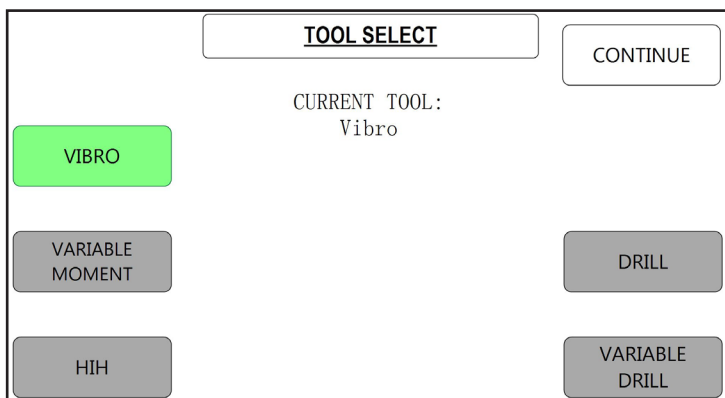 TOOL SELECT
CONTINUE
CURRENT TOOL:
Vibro
VIBRO
VARIABLE
MOMENT
DRILL
HIH
VARIABLE
DRILL